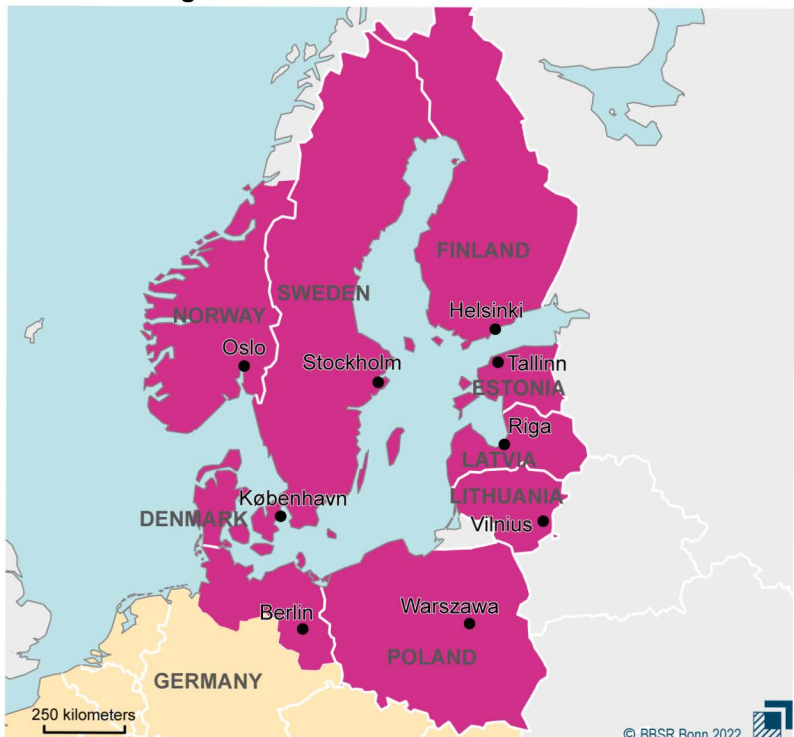 FINLAND
SWEDEN
Helsinki
NORWAY
Oslo
Stockholm
Tallinn
ESTONIA
Riga
LATVIA
København
LITHUANIA
DENMARK
Vilnius
Berlin
Warszawa
POLAND
GERMANY
250 kilometers
© BBSR Bonn 2022